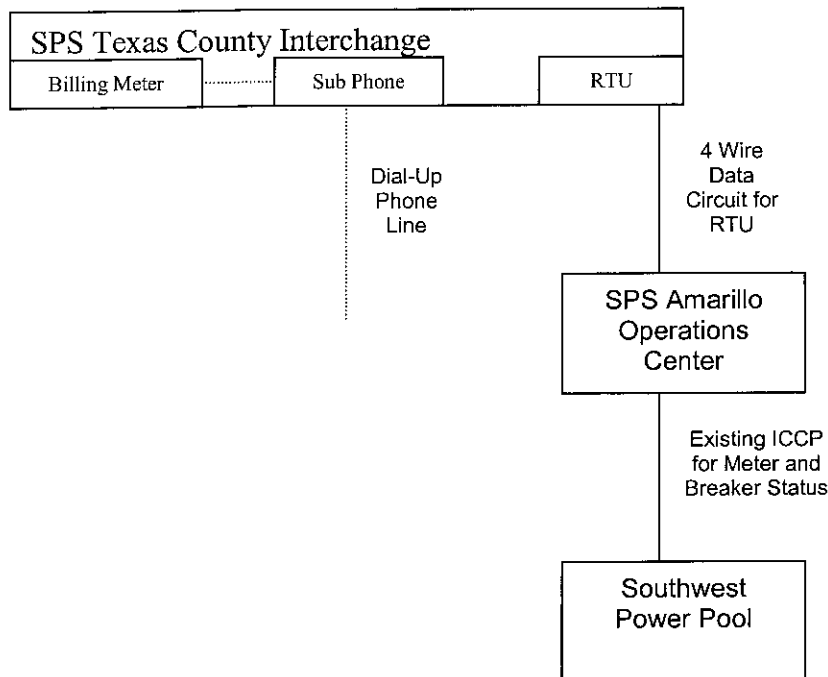 SPS Texas County Interchange
Billing Meter
Sub Phone
RTU
Dial-Up
Phone
Line
4 Wire
Data
Circuit for
RTU
SPS Amarillo
Operations
Center
Existing ICCP
for Meter and
Breaker Status
Southwest
Power Pool